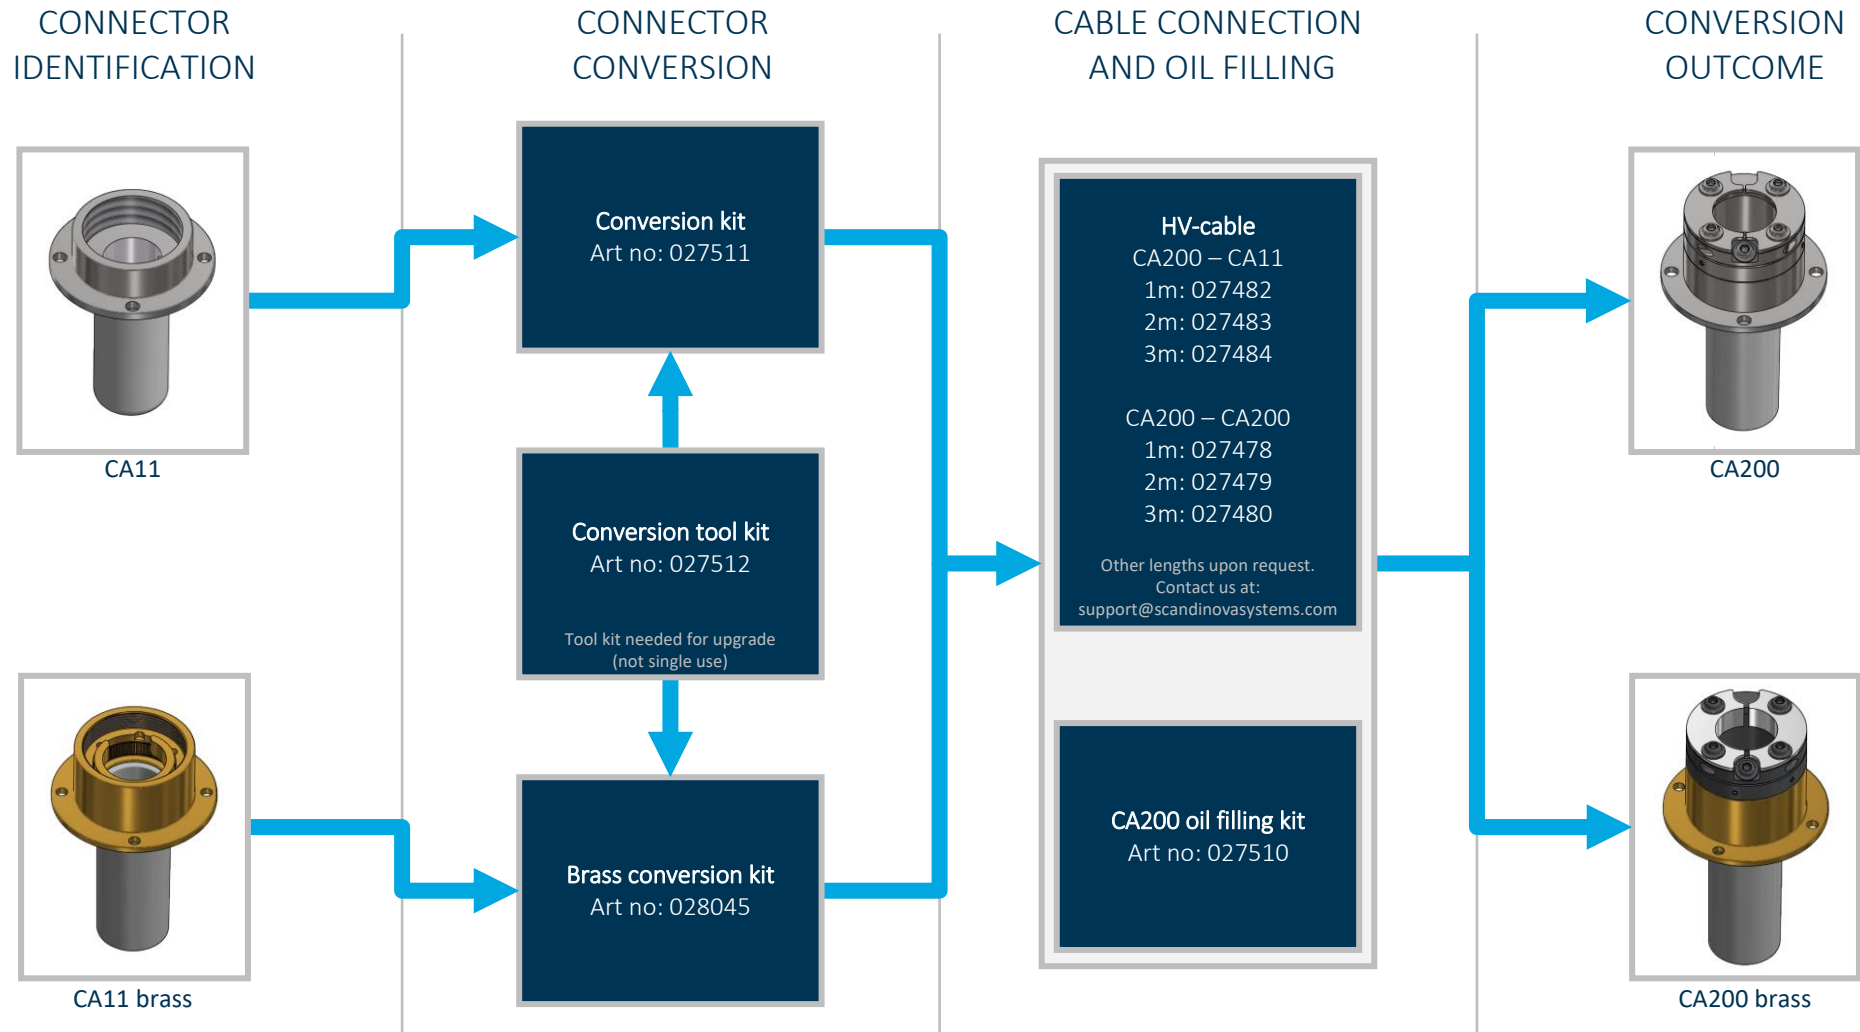 CONNECTOR
IDENTIFICATION
CONNECTOR
CONVERSION
CABLE CONNECTION
AND OIL FILLING
CONVERSION
OUTCOME
CA11
CA11 brass
Conversion kit
Art no: 027511
Conversion tool kit
Art no: 027512
Tool kit needed for upgrade
(not single use)
Brass conversion kit
Art no: 028045
HV-cable
CA200 – CA11
1m: 027482
2m: 027483
3m: 027484
CA200 – CA200
1m: 027478
2m: 027479
3m: 027480
Other lengths upon request.
Contact us at:
support@scandinovasystems.com
CA200 oil filling kit
Art no: 027510
CA200
CA200 brass